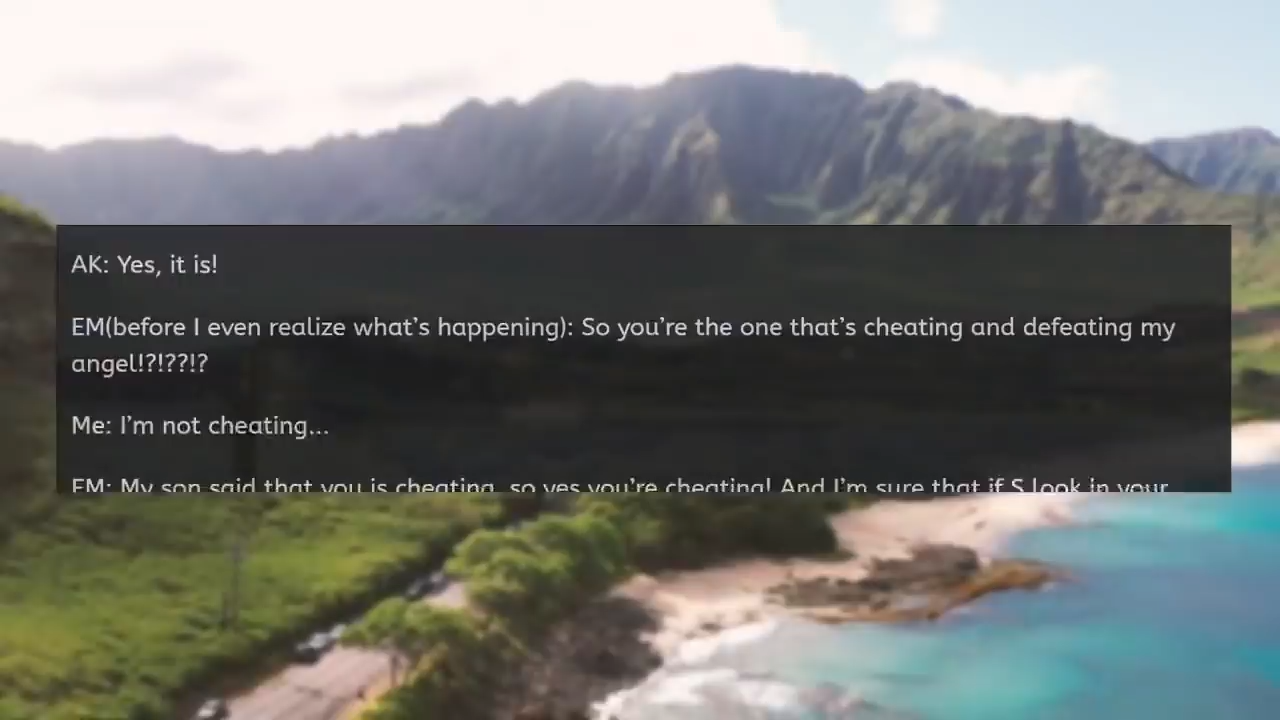 AK: Yes, it is!
EM(before I even realize what's happening): So you're the one that's cheating and defeating my
angel!?!??!?
Me: I'm not cheating...
EM: My son said that you is cheating, so yes you're cheating! And I'm sure that if S look in your